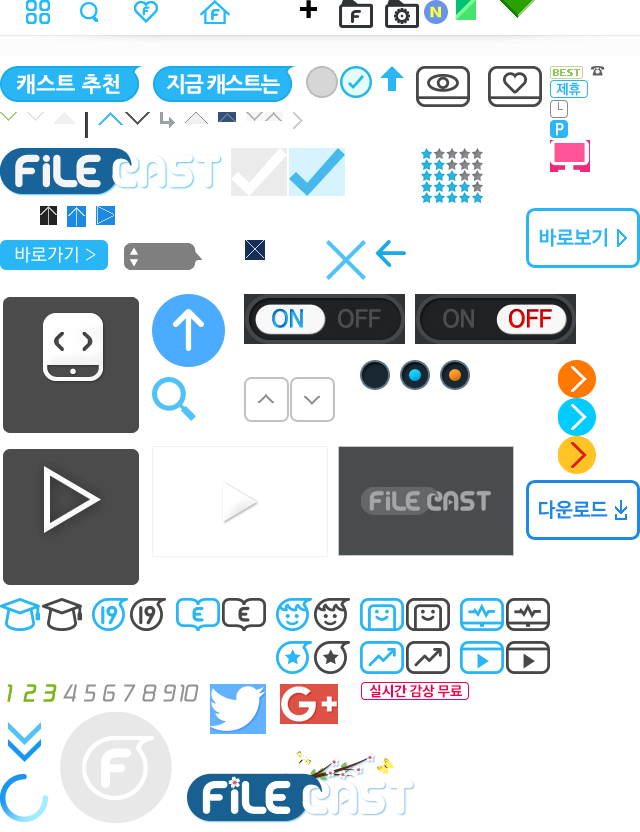 F
F
F
N
캐스트 추천
지금 캐스트는
BEST
제휴
P
FiLE CAST
바로가기 >
바로보기
ON OFF
ON OFF
FiLE CAST
다운로드
19 19
E E
1 2 3 4 5 6 7 8 9 10
G+
실시간 감상 무료
F
FiLE CAST